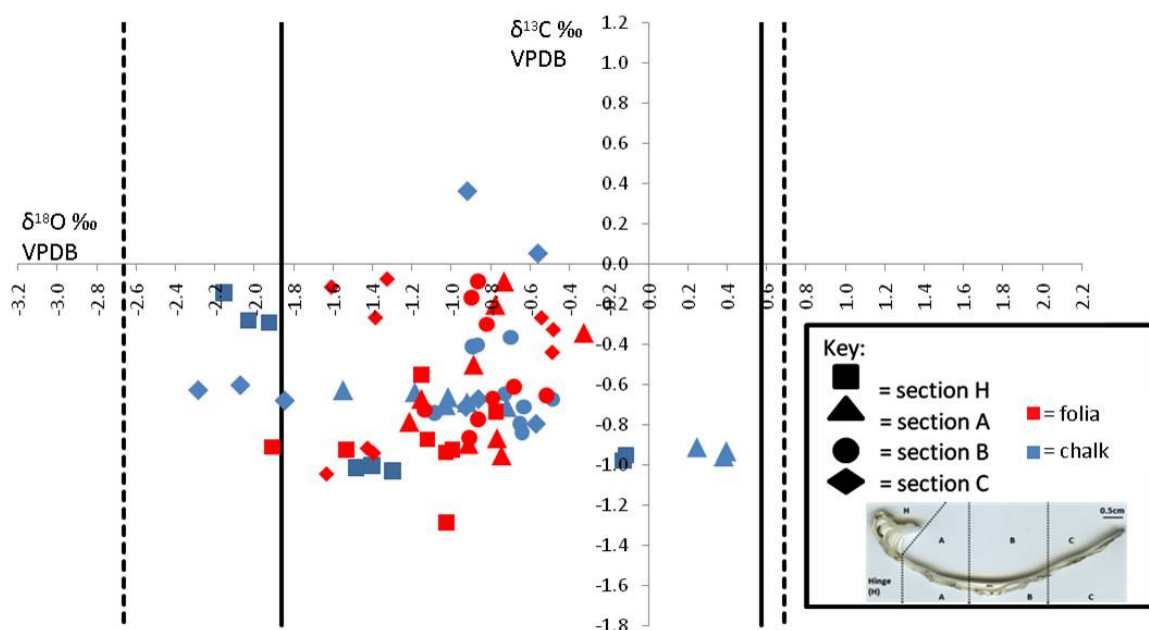 δ¹³C ‰
VPDB
1.2
1.0
0.8
0.6
0.4
0.2
0.0
-0.2
-0.4
-0.6
-0.8
-1.0
-1.2
-1.4
-1.6
-1.8
δ¹⁸O ‰
VPDB
-3.2 -3.0 -2.8 -2.6 -2.4 -2.2 -2.0 -1.8 -1.6 -1.4 -1.2 -1.0 -0.8 -0.6 -0.4 -0.2 0.0 0.2 0.4 0.6 0.8 1.0 1.2 1.4 1.6 1.8 2.0 2.2
Key:
= section H
= section A
= section B
= section C
= folia
= chalk
H
0.5cm
A B C
Hinge
(H)
A B C